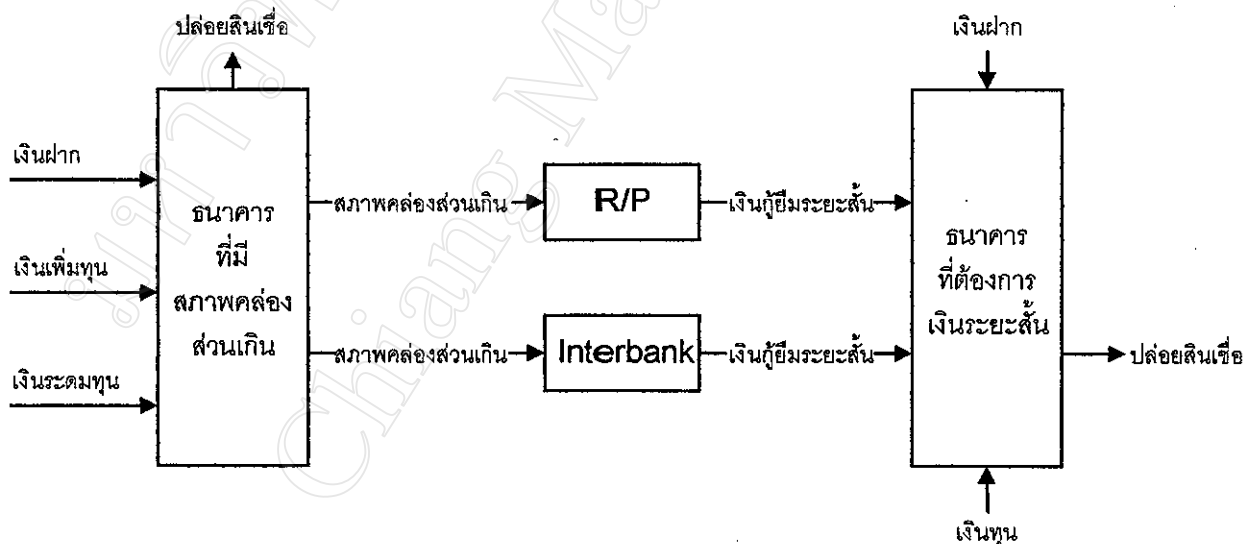 ปล่อยสินเชื่อ
เงินฝาก
เงินฝาก
เงินเพิ่มทุน
เงินระดมทุน
ธนาคาร
ที่มี
สภาพคล่อง
ส่วนเกิน
สภาพคล่องส่วนเกิน
R/P
เงินกู้ยืมระยะสั้น
สภาพคล่องส่วนเกิน
Interbank
เงินกู้ยืมระยะสั้น
ธนาคาร
ที่ต้องการ
เงินระยะสั้น
ปล่อยสินเชื่อ
เงินทุน
Chiang Ma